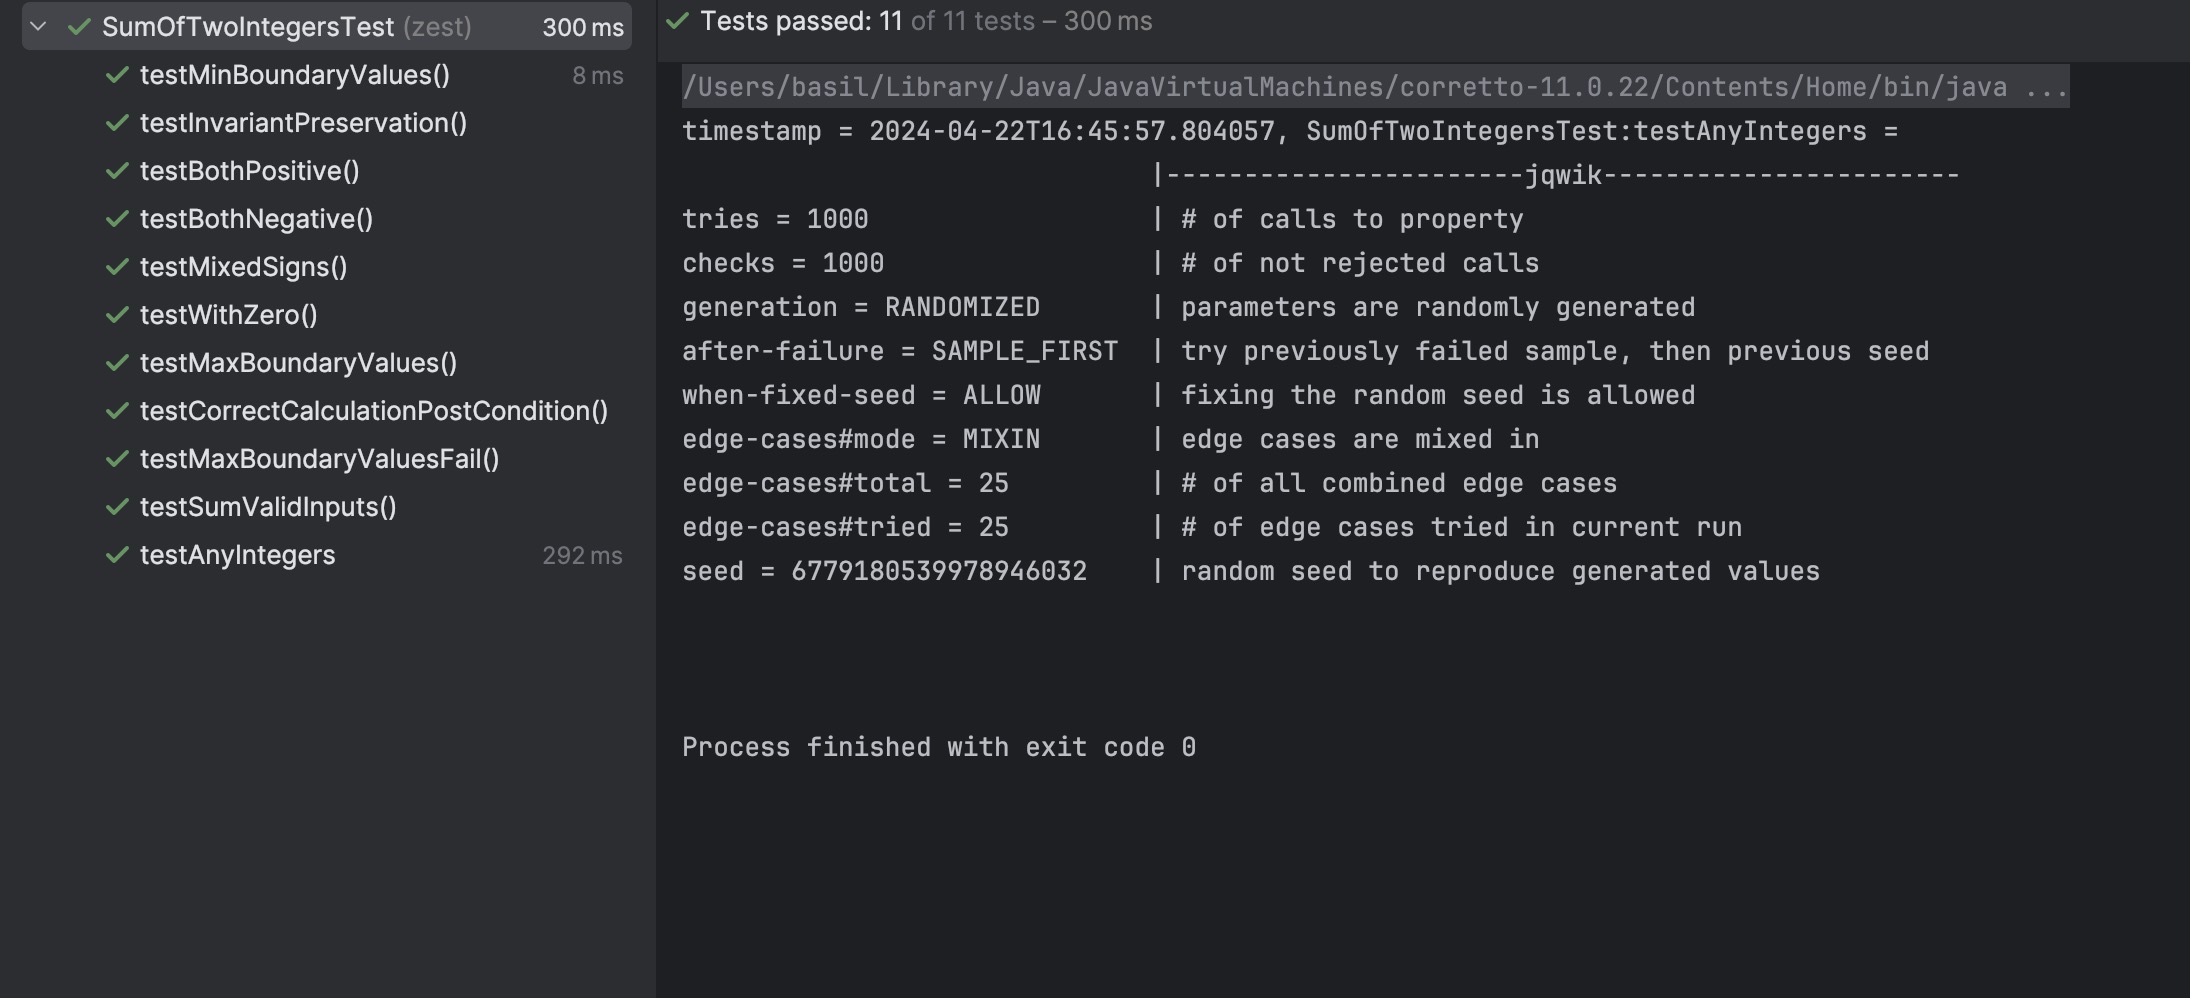 SumOfTwoIntegersTest (zest) 300 ms
testMinBoundaryValues() 8 ms
testInvariantPreservation()
testBothPositive()
testBothNegative()
testMixedSigns()
testWithZero()
testMaxBoundaryValues()
testCorrectCalculationPostCondition()
testMaxBoundaryValuesFail()
testSumValidInputs()
testAnyIntegers 292 ms
Tests passed: 11 of 11 tests – 300 ms
/Users/basil/Library/Java/JavaVirtualMachines/corretto-11.0.22/Contents/Home/bin/java ...
timestamp = 2024-04-22T16:45:57.804057, SumOfTwoIntegersTest:testAnyIntegers =
|-----------------------jqwik-----------------------
tries = 1000 | # of calls to property
checks = 1000 | # of not rejected calls
generation = RANDOMIZED | parameters are randomly generated
after-failure = SAMPLE_FIRST | try previously failed sample, then previous seed
when-fixed-seed = ALLOW | fixing the random seed is allowed
edge-cases#mode = MIXIN | edge cases are mixed in
edge-cases#total = 25 | # of all combined edge cases
edge-cases#tried = 25 | # of edge cases tried in current run
seed = 6779180539978946032 | random seed to reproduce generated values
Process finished with exit code 0